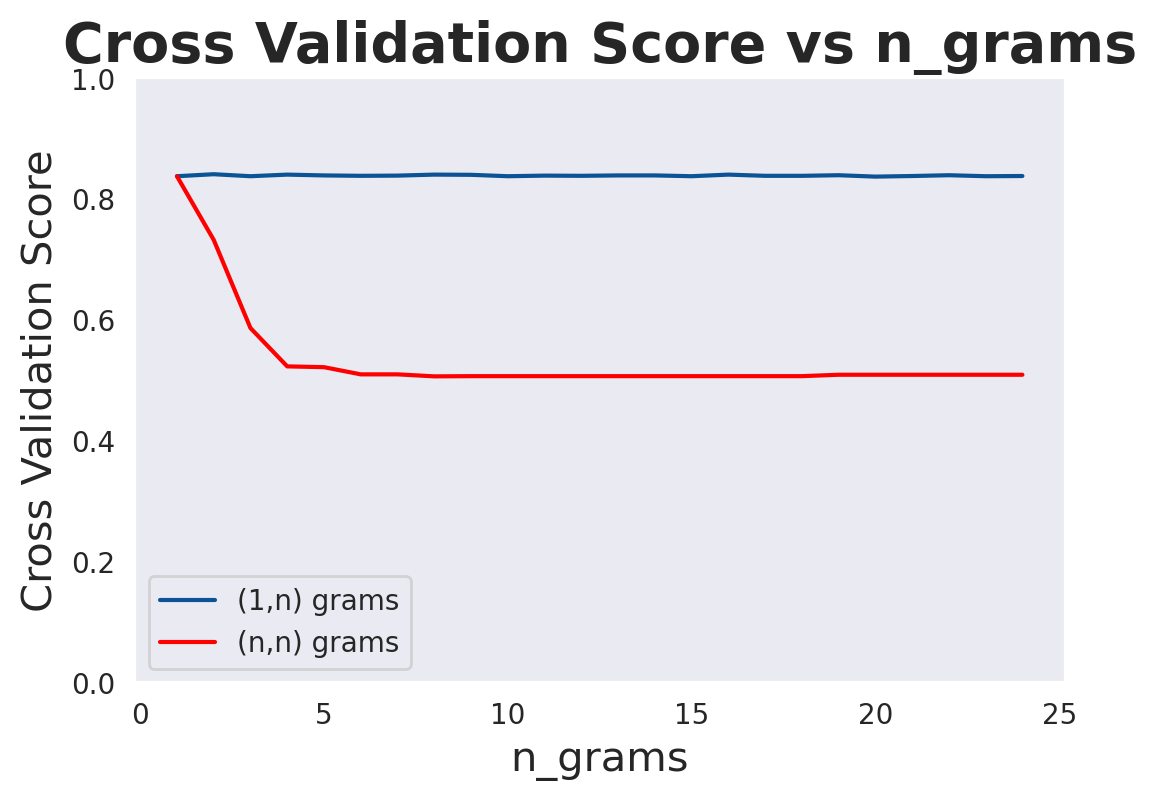 Cross Validation Score vs n_grams
1.0
0.8
0.6
0.4
0.2
0.0
Cross Validation Score
(1,n) grams
(n,n) grams
0 5 10 15 20 25
n_grams